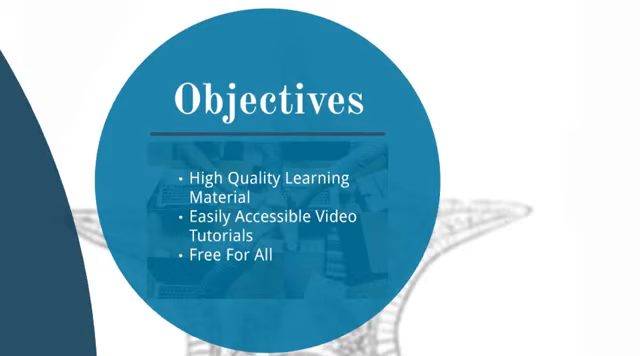 Objectives
• High Quality Learning
Material
• Easily Accessible Video
Tutorials
• Free For All